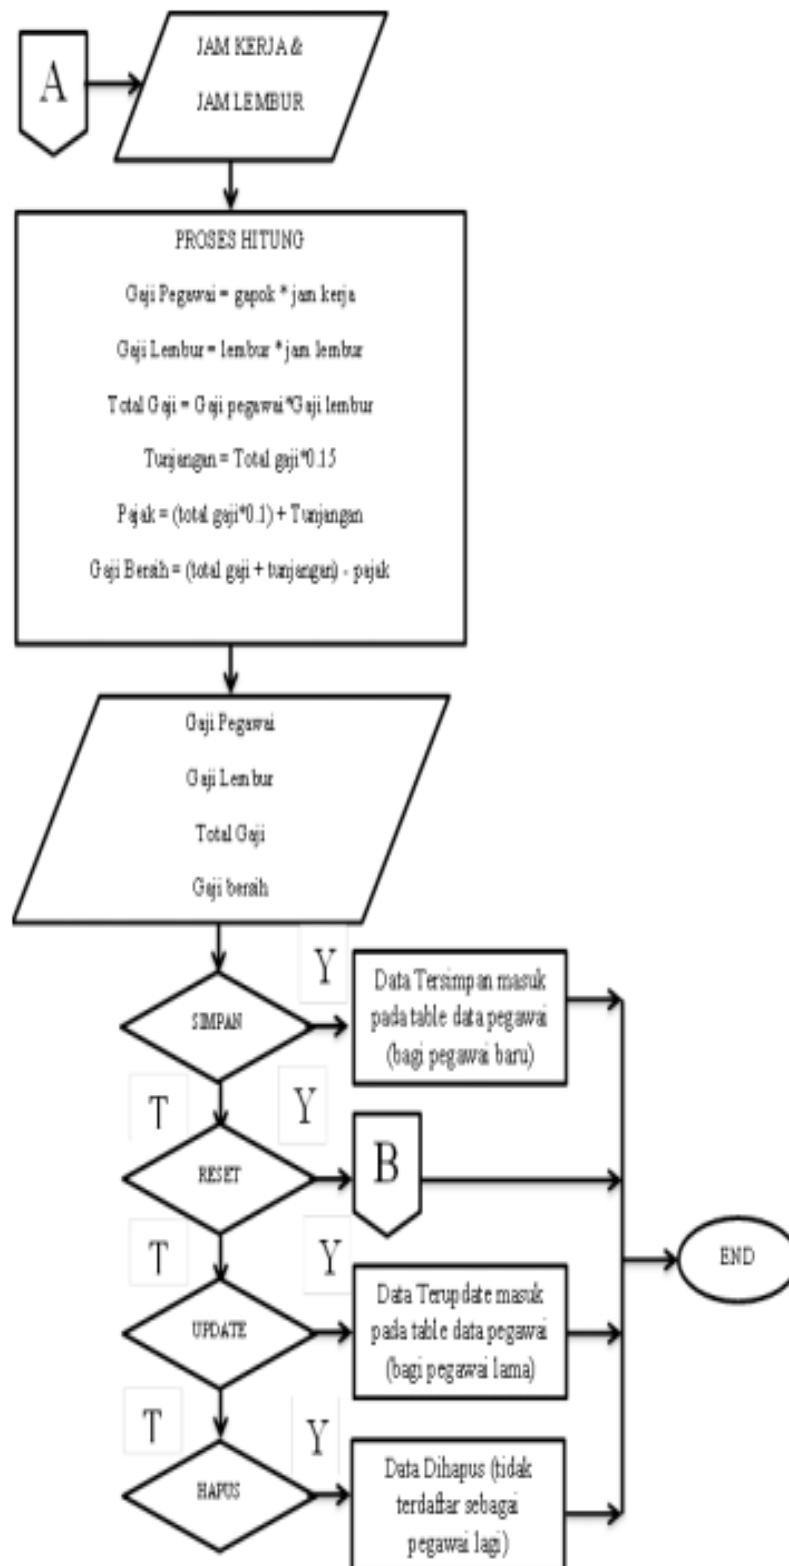 A
JAM KERJA &
JAM LEMBUR
PROSES HITUNG
Gaji Pegawai = gapok * jam kerja
Gaji Lembur = lembur * jam lembur
Total Gaji = Gaji pegawai*Gaji lembur
Tunjangan = Total gaji*0.15
Pajak = (total gaji*0.1) + Tunjangan
Gaji Bersih = (total gaji + tunjangan) - pajak
Gaji Pegawai
Gaji Lembur
Total Gaji
Gaji bersih
SIMPAN
Y
Data Tersimpan masuk
pada table data pegawai
(bagi pegawai baru)
T
Y
RESET
B
T
Y
UPDATE
Data Terupdate masuk
pada table data pegawai
(bagi pegawai lama)
END
T
Y
HAPUS
Data Dihapus (tidak
terdaftar sebagai
pegawai lagi)